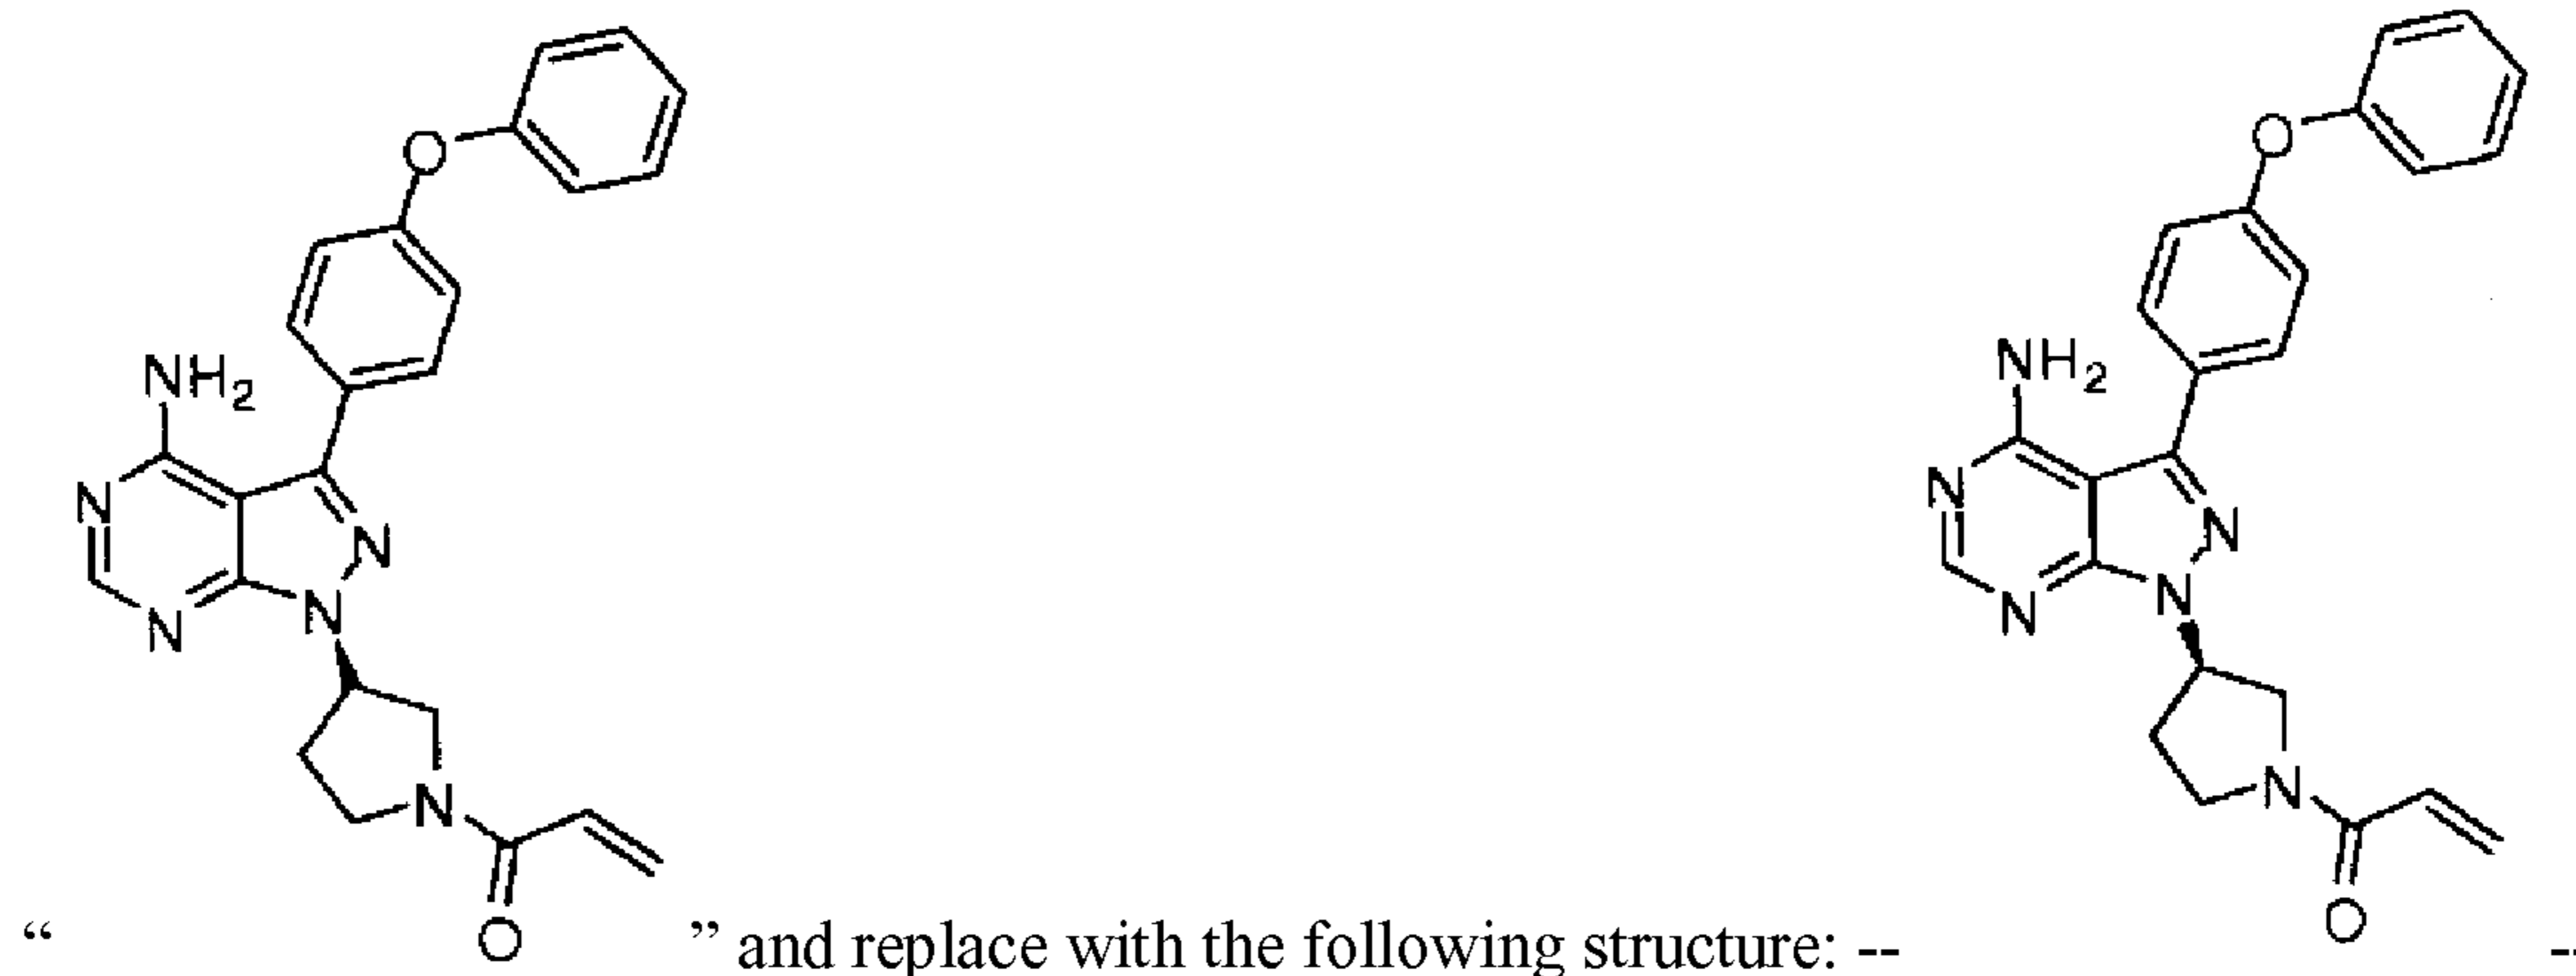 O
O
NH2
NH2
N
N
N
N
N
N
N
N
N
N
“ O ” and replace with the following structure: -- O --